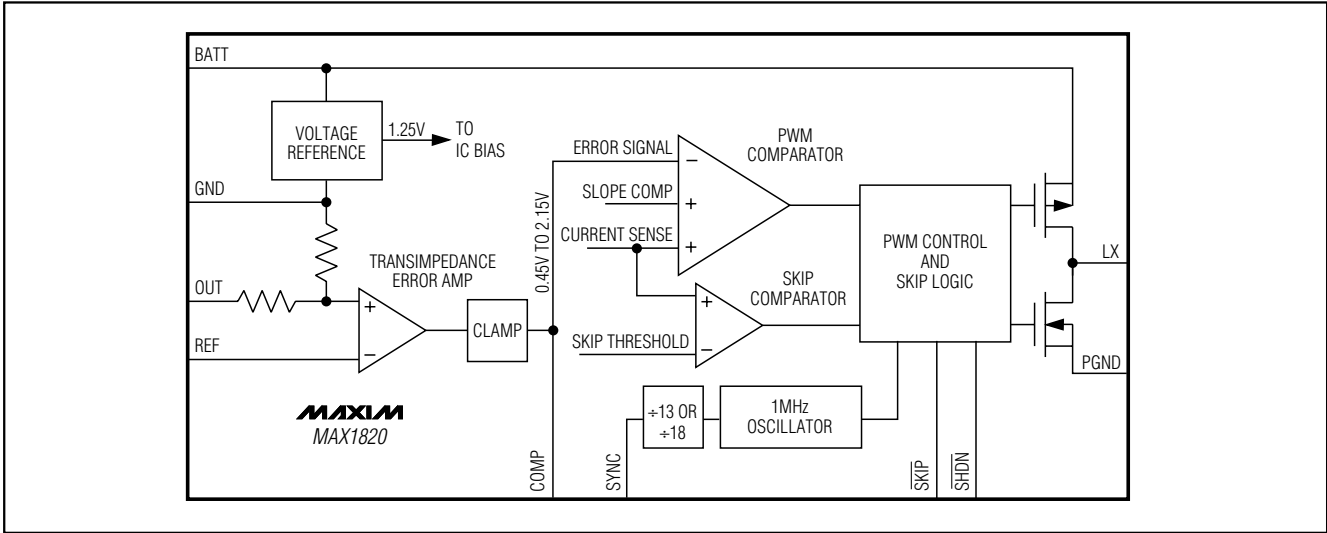 BATT
VOLTAGE
REFERENCE
1.25V
TO
IC BIAS
GND
TRANSIMPEDANCE
ERROR AMP
OUT
+
CLAMP
REF
−
MAXIM
MAX1820
0.45V TO 2.15V
ERROR SIGNAL
−
PWM
COMPARATOR
SLOPE COMP
+
CURRENT SENSE
+
PWM CONTROL
AND
SKIP LOGIC
LX
SKIP
COMPARATOR
+
SKIP THRESHOLD
−
PGND
÷13 OR
÷18
1MHz
OSCILLATOR
COMP
SYNC
SKIP
SHDN